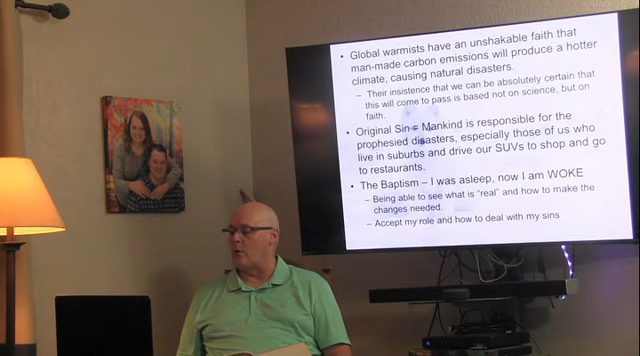 • Global warmists have an unshakable faith that
man-made carbon emissions will produce a hotter
climate, causing natural disasters.
– Their insistence that we can be absolutely certain that
this will come to pass is based not on science, but on
faith.
• Original Sin = Mankind is responsible for the
prophesied disasters, especially those of us who
live in suburbs and drive our SUVs to shop and go
to restaurants.
• The Baptism – I was asleep, now I am WOKE
– Being able to see what is “real” and how to make the
changes needed.
– Accept my role and how to deal with my sins